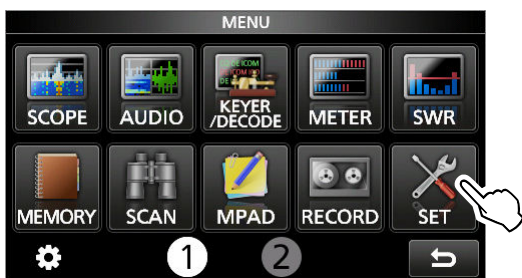 MENU
SCOPE AUDIO KEYER /DECODE METER SWR
MEMORY SCAN MPAD RECORD SET
1 2